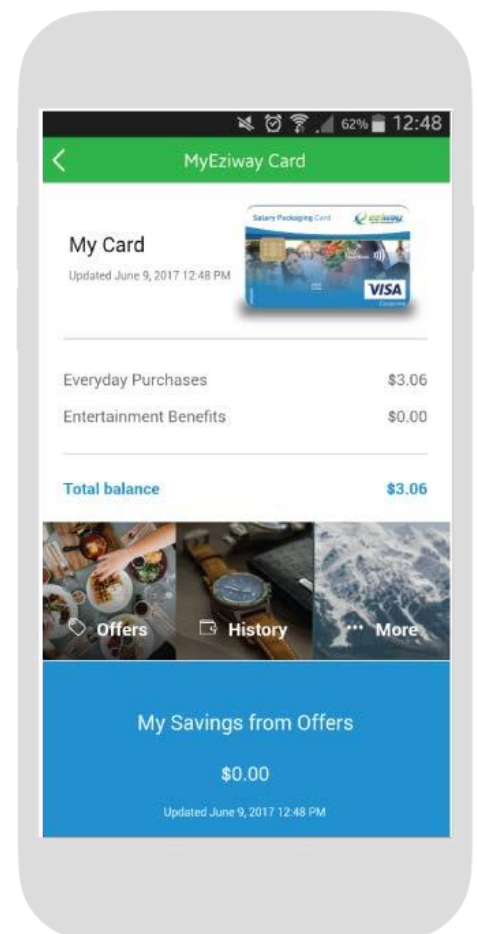 62% 12:48
MyEziway Card
Salary Packaging Card eziway
My Card
Updated June 9, 2017 12:48 PM
VISA
Everyday Purchases $3.06
Entertainment Benefits $0.00
Total balance $3.06
Offers History More
My Savings from Offers
$0.00
Updated June 9, 2017 12:48 PM